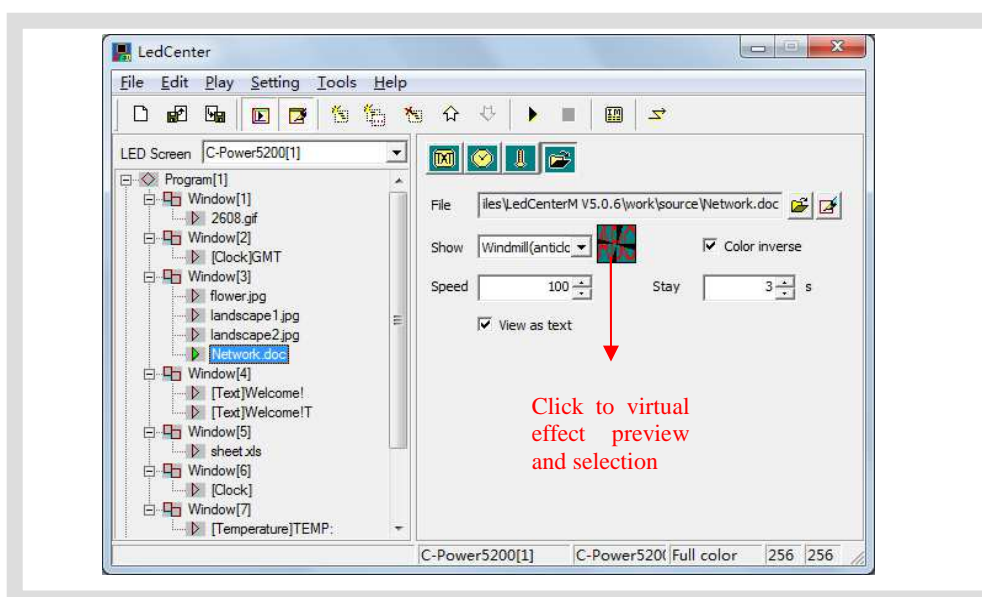 LedCenter
File Edit Play Setting Tools Help
LED Screen C-Power5200[1]
Program[1]
Window[1]
2608.gif
Window[2]
[Clock]GMT
Window[3]
flower.jpg
landscape1.jpg
landscape2.jpg
Network.doc
Window[4]
[Text]Welcome!
[Text]Welcome!T
Window[5]
sheet.xls
Window[6]
[Clock]
Window[7]
[Temperature]TEMP:
TXT
File iles\LedCenterM V5.0.6\work\source\Network.doc
Show Windmill(anticlc Color inverse
Speed 100 Stay 3 s
View as text
Click to virtual
effect preview
and selection
C-Power5200[1] C-Power520( Full color 256 256